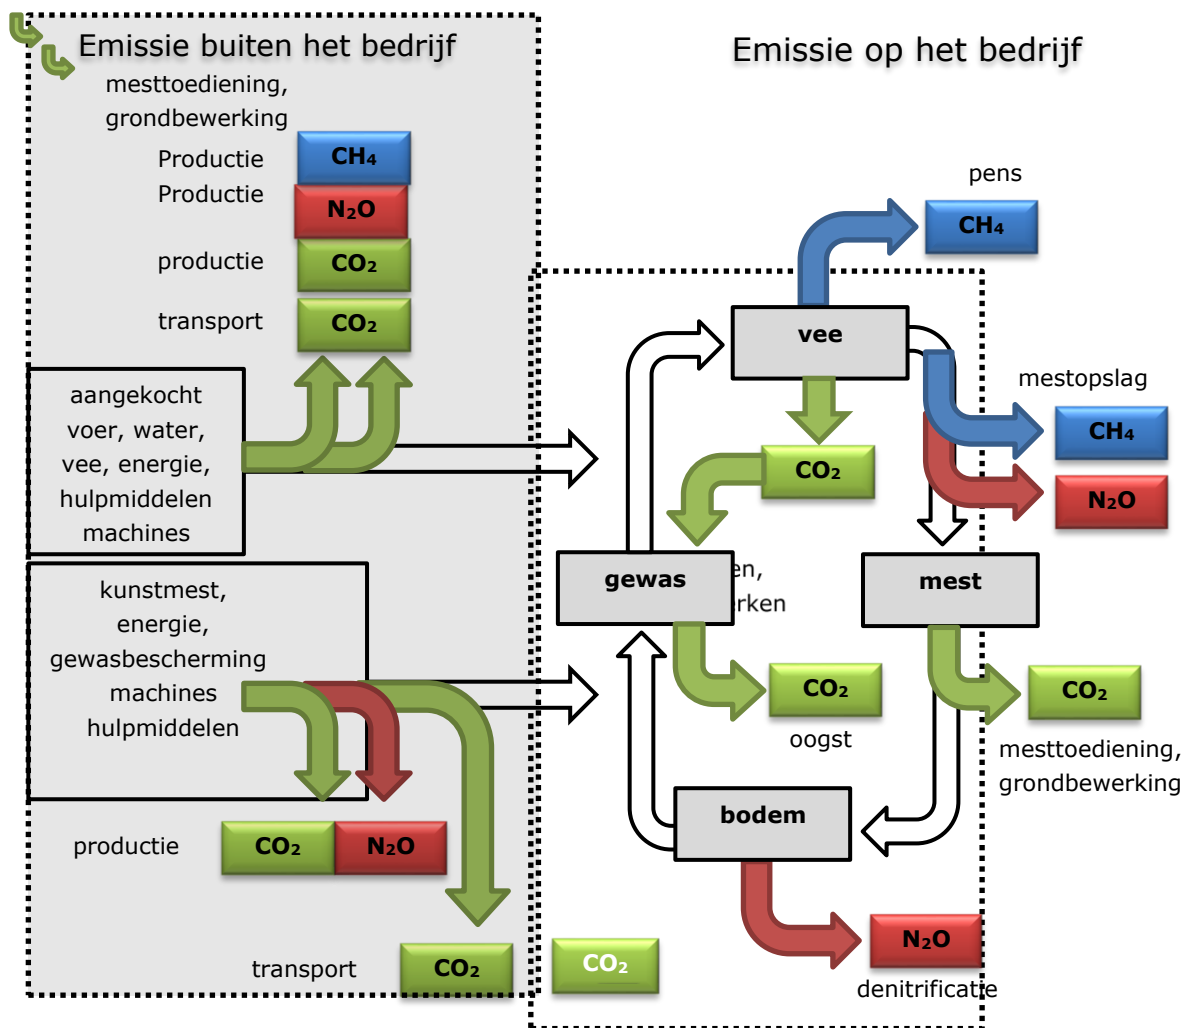 Emissie buiten het bedrijf
mesttoediening,
grondbewerking
Productie
CH₄
Productie
N₂O
productie
CO₂
transport
CO₂
aangekocht
voer, water,
vee, energie,
hulpmiddelen
machines
kunstmest,
energie,
gewasbescherming
machines
hulpmiddelen
productie
CO₂
N₂O
transport
CO₂
CO₂
Emissie op het bedrijf
pens
CH₄
vee
mestopslag
CH₄
N₂O
CO₂
gewas
en,
erken
mest
CO₂
oogst
CO₂
mesttoediening,
grondbewerking
bodem
N₂O
denitrificatie